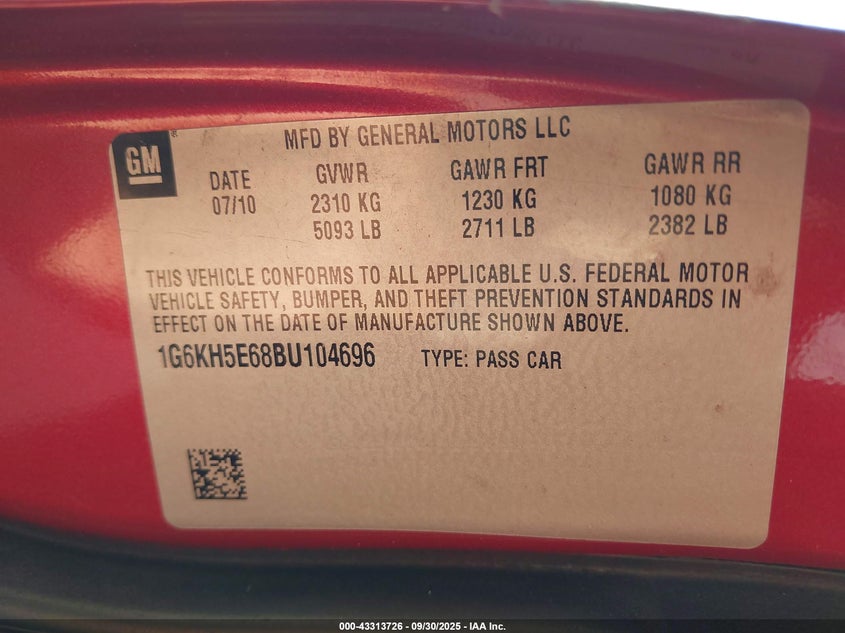 GM
MFD BY GENERAL MOTORS LLC
DATE GVWR GAWR FRT GAWR RR
07/10 2310 KG 1230 KG 1080 KG
5093 LB 2711 LB 2382 LB
THIS VEHICLE CONFORMS TO ALL APPLICABLE U.S. FEDERAL MOTOR
VEHICLE SAFETY, BUMPER, AND THEFT PREVENTION STANDARDS IN
EFFECT ON THE DATE OF MANUFACTURE SHOWN ABOVE.
1G6KH5E68BU104696 TYPE: PASS CAR
000-43313726 - 09/30/2025 - IAA Inc.